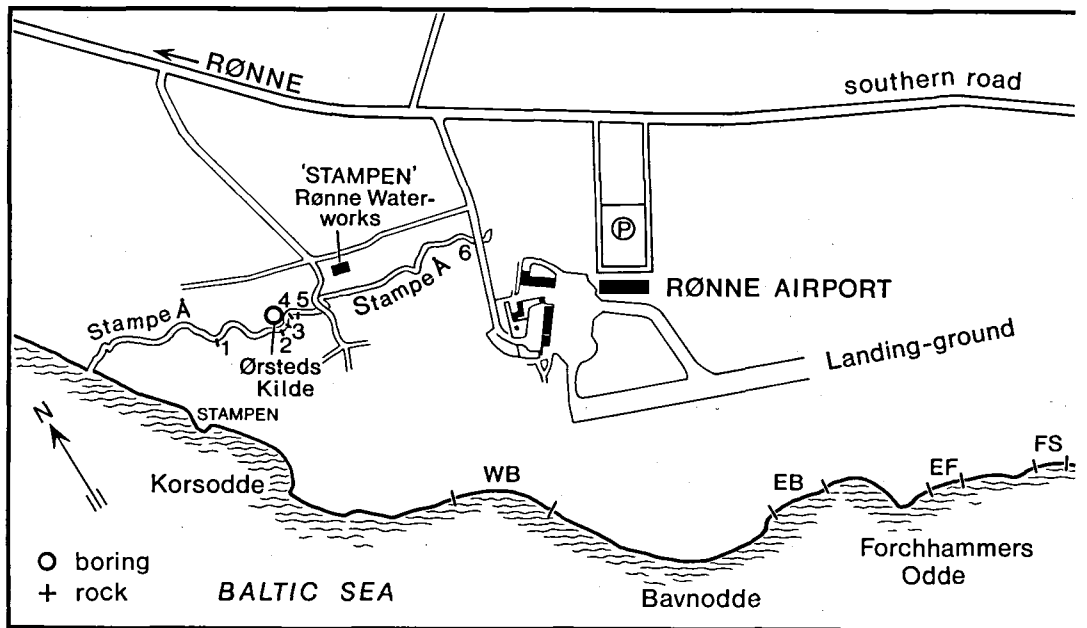 RØNNE
southern road
'STAMPEN'
Rønne Water-
works
P
6
Stampe Å
RØNNE AIRPORT
4 5
Stampe Å
3
1
2
Ørsteds
Kilde
Landing-ground
N
STAMPEN
FS
Korsodde
WB
EB
EF
boring
Forchhammers
Odde
rock
BALTIC SEA
Bavnodde